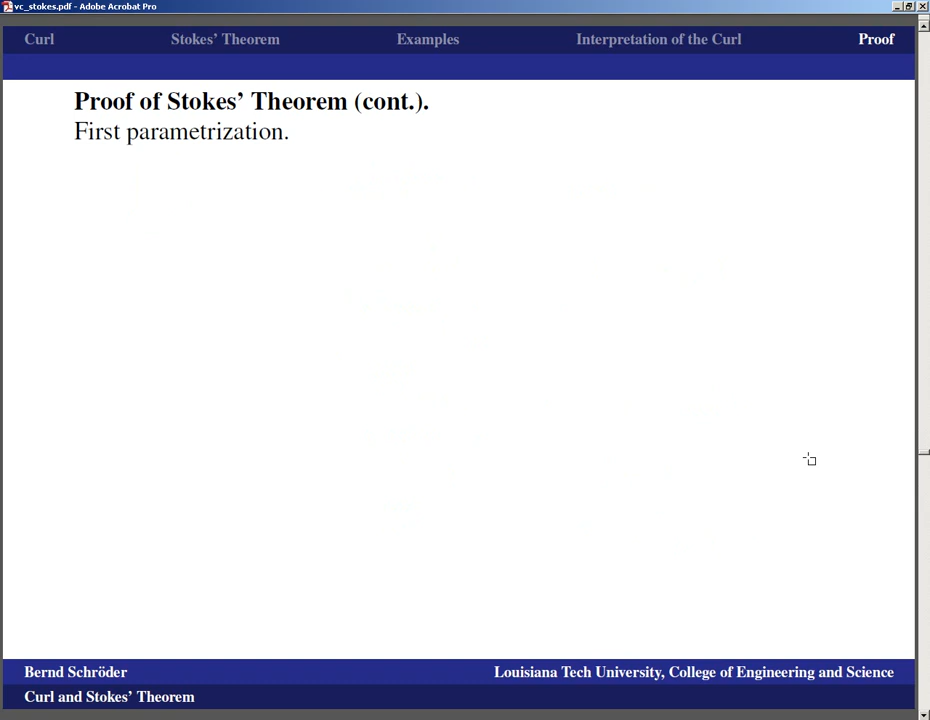 vc_stokes.pdf - Adobe Acrobat Pro
Curl Stokes’ Theorem Examples Interpretation of the Curl Proof
Proof of Stokes’ Theorem (cont.).
First parametrization.
Bernd Schröder Louisiana Tech University, College of Engineering and Science
Curl and Stokes’ Theorem